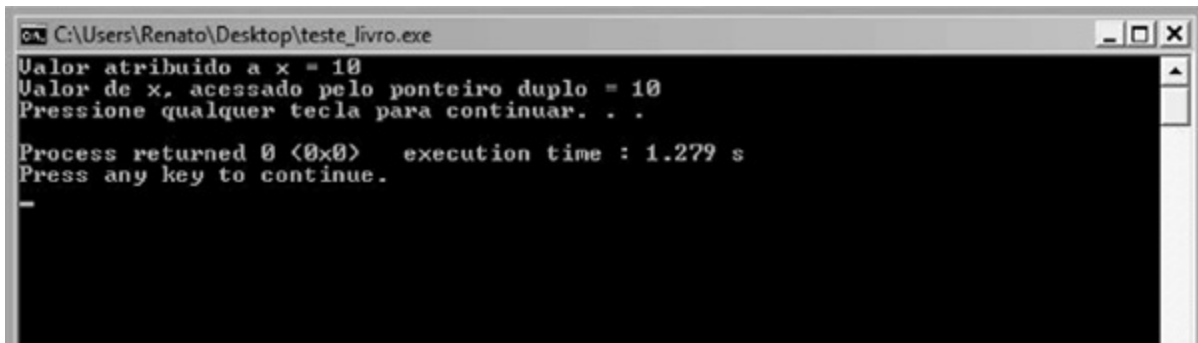 C:\Users\Renato\Desktop\teste_livro.exe
Valor atribuido a x = 10
Valor de x, acessado pelo ponteiro duplo = 10
Pressione qualquer tecla para continuar. . .
Process returned 0 (0x0)   execution time : 1.279 s
Press any key to continue.